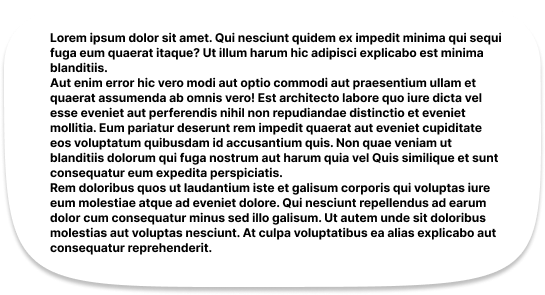 Lorem ipsum dolor sit amet. Qui nesciunt quidem ex impedit minima qui sequi
fuga eum quaerat itaque? Ut illum harum hic adipisci explicabo est minima
blanditiis.
Aut enim error hic vero modi aut optio commodi aut praesentium ullam et
quaerat assumenda ab omnis vero! Est architecto labore quo iure dicta vel
esse eveniet aut perferendis nihil non repudiandae distinctio et eveniet
mollitia. Eum pariatur deserunt rem impedit quaerat aut eveniet cupiditate
eos voluptatum quibusdam id accusantium quis. Non quae veniam ut
blanditiis dolorum qui fuga nostrum aut harum quia vel Quis similique et sunt
consequatur eum expedita perspiciatis.
Rem doloribus quos ut laudantium iste et galisum corporis qui voluptas iure
eum molestiae atque ad eveniet dolore. Qui nesciunt repellendus ad earum
dolor cum consequatur minus sed illo galisum. Ut autem unde sit doloribus
molestias aut voluptas nesciunt. At culpa voluptatibus ea alias explicabo aut
consequatur reprehenderit.